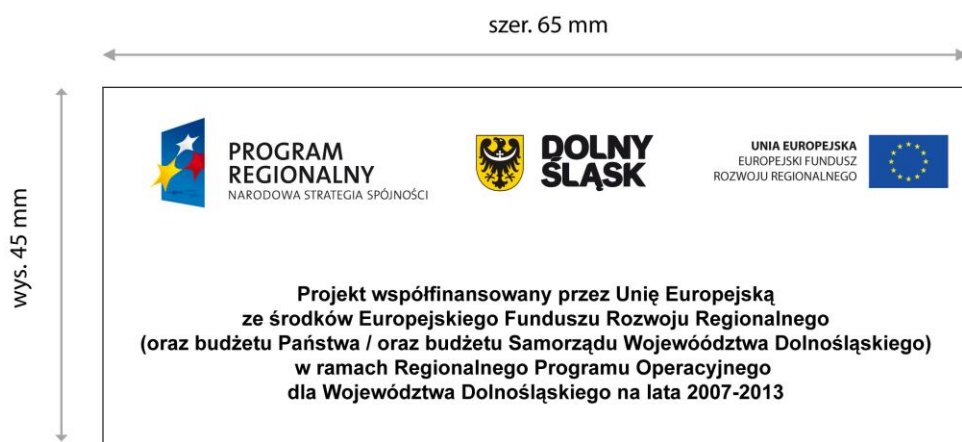 szer. 65 mm
wys. 45 mm
PROGRAM
REGIONALNY
NARODOWA STRATEGIA SPÓJNOŚCI
DOLNY
ŚLĄSK
UNIA EUROPEJSKA
EUROPEJSKI FUNDUSZ
ROZWOJU REGIONALNEGO
Projekt współfinansowany przez Unię Europejską
ze środków Europejskiego Funduszu Rozwoju Regionalnego
(oraz budżetu Państwa / oraz budżetu Samorządu Wojewóództwa Dolnośląskiego)
w ramach Regionalnego Programu Operacyjnego
dla Województwa Dolnośląskiego na lata 2007-2013